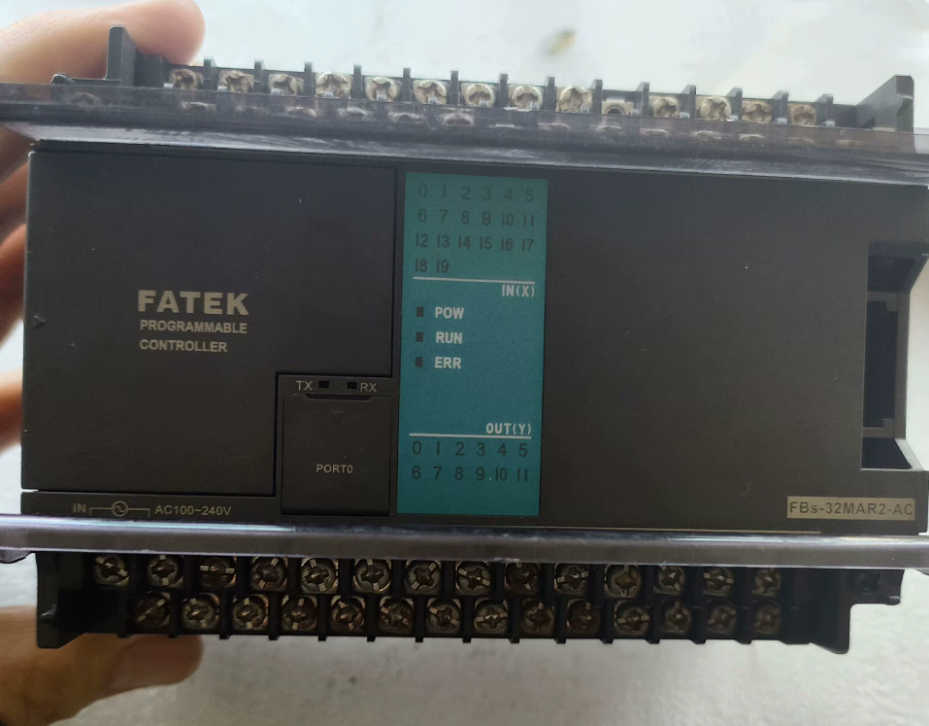 FATEK
PROGRAMMABLE
CONTROLLER
TX RX
PORT0
IN AC100~240V
0 1 2 3 4 5
6 7 8 9 10 11
12 13 14 15 16 17
18 19
IN(X)
POW
RUN
ERR
OUT(Y)
0 1 2 3 4 5
6 7 8 9 10 11
FBs-32MAR2-AC